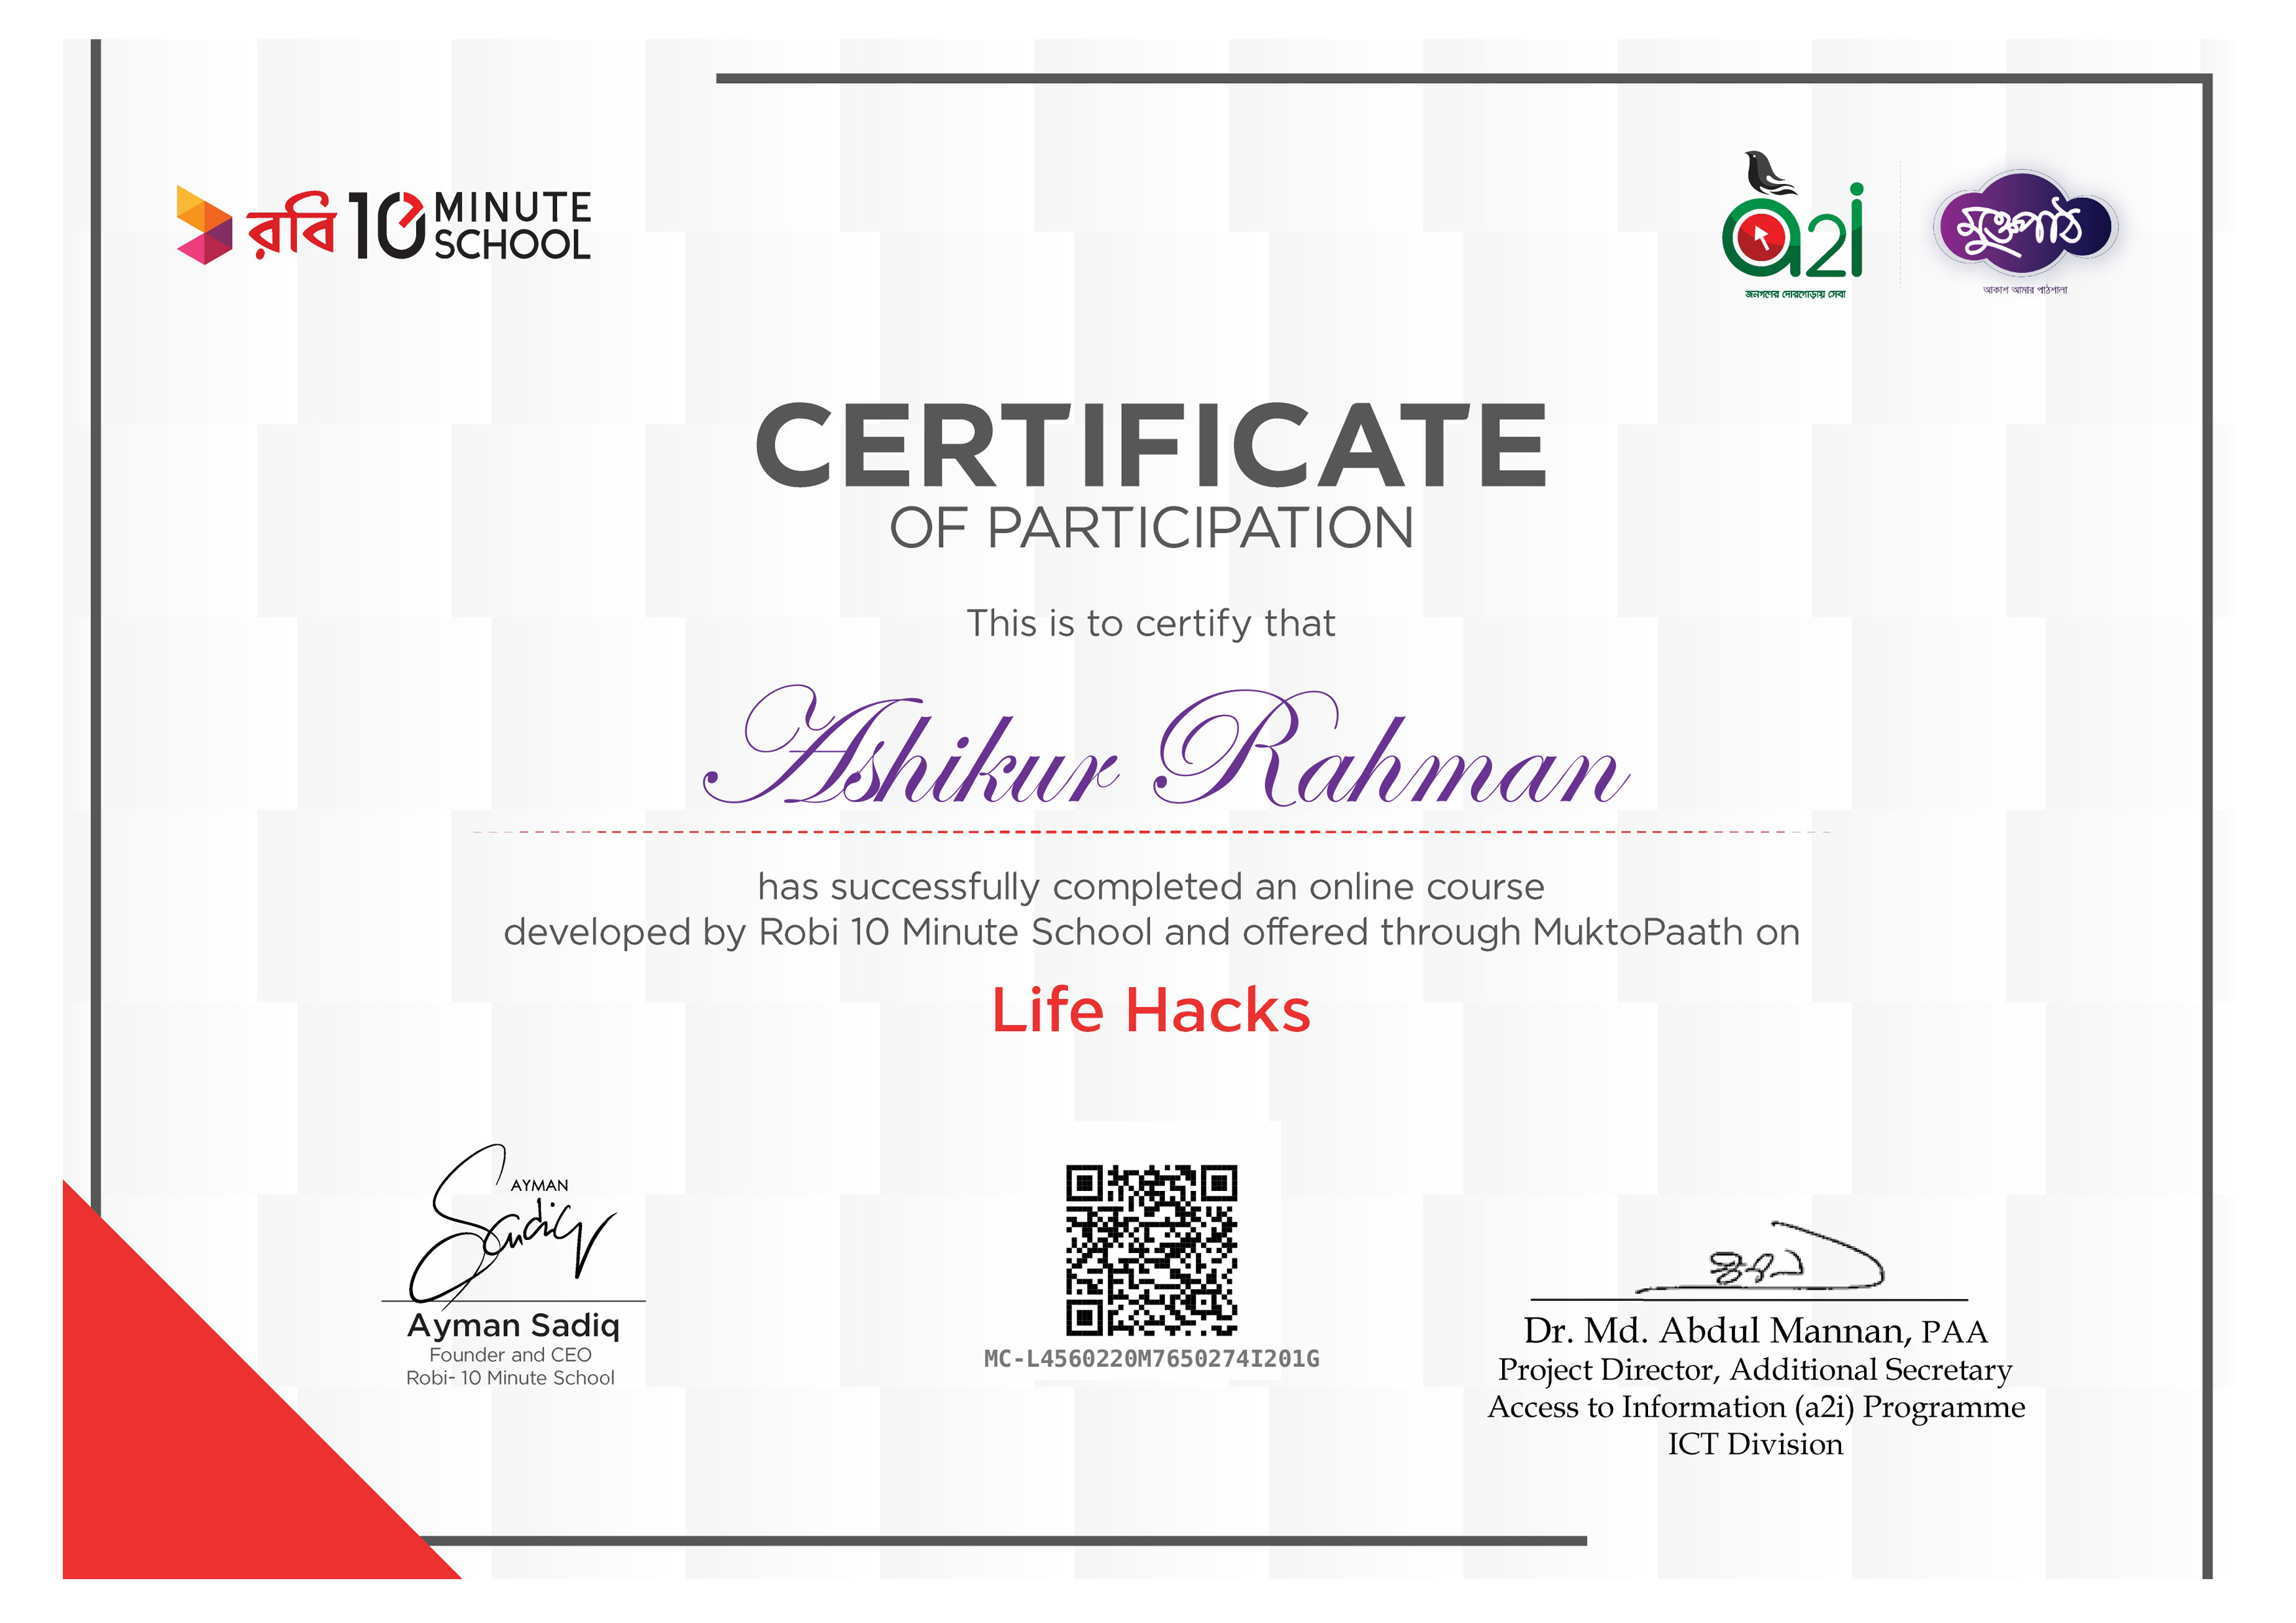 রবি 10 MINUTE SCHOOL
a2i
জনগণের দোরগোড়ায় সেবা
মুক্তপাঠ
আকাশ আমার পাঠশালা
CERTIFICATE
OF PARTICIPATION
This is to certify that
Ashikur Rahman
has successfully completed an online course
developed by Robi 10 Minute School and offered through MuktoPaath on
Life Hacks
AYMAN
Sadiq
Ayman Sadiq
Founder and CEO
Robi- 10 Minute School
MC-L4560220M7650274I201G
Dr. Md. Abdul Mannan, PAA
Project Director, Additional Secretary
Access to Information (a2i) Programme
ICT Division